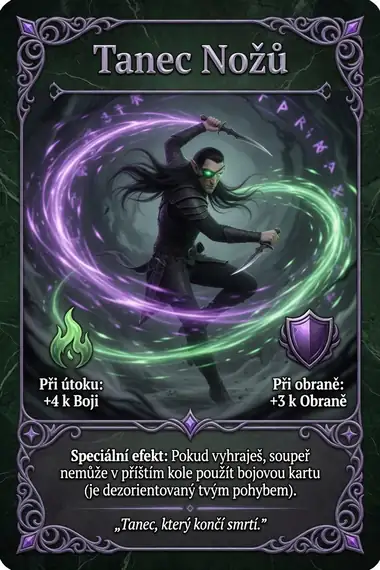 Tanec Nožů
Při útoku:
+4 k Boji
Při obraně:
+3 k Obraně
Speciální efekt: Pokud vyhraješ, soupeř
nemůže v příštím kole použít bojovou kartu
(je dezorientovaný tvým pohybem).
„Tanec, který končí smrtí.”